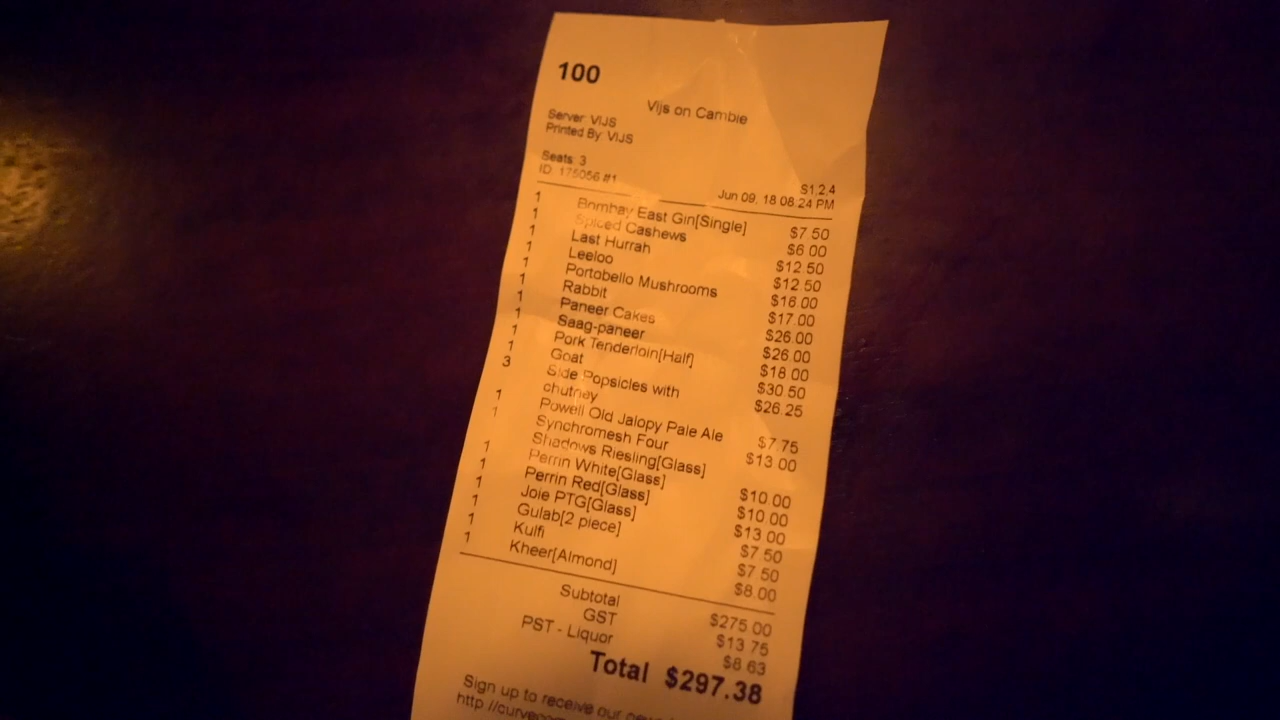 100
Vijs on Cambie
Server: VIJS
Printed By: VIJS
Seats: 3 S1,2,4
ID: 175056 #1 Jun 09, 18 08:24 PM
1 Bombay East Gin[Single] $7.50
1 Spiced Cashews $6.00
1 Last Hurrah $12.50
1 Leeloo $12.50
1 Portobello Mushrooms $16.00
1 Rabbit $17.00
1 Paneer Cakes $26.00
1 Saag-paneer $26.00
1 Pork Tenderloin[Half] $18.00
1 Goat $30.50
3 Side Popsicles with $26.25
chutney
1 Powell Old Jalopy Pale Ale $7.75
1 Synchromesh Four $13.00
Shadows Riesling[Glass]
1 Perrin White[Glass] $10.00
1 Perrin Red[Glass] $10.00
1 Joie PTG[Glass] $13.00
1 Gulab[2 piece] $7.50
1 Kulfi $7.50
1 Kheer[Almond] $8.00
Subtotal $275.00
GST $13.75
PST - Liquor $8.63
Total $297.38
Sign up to receive our